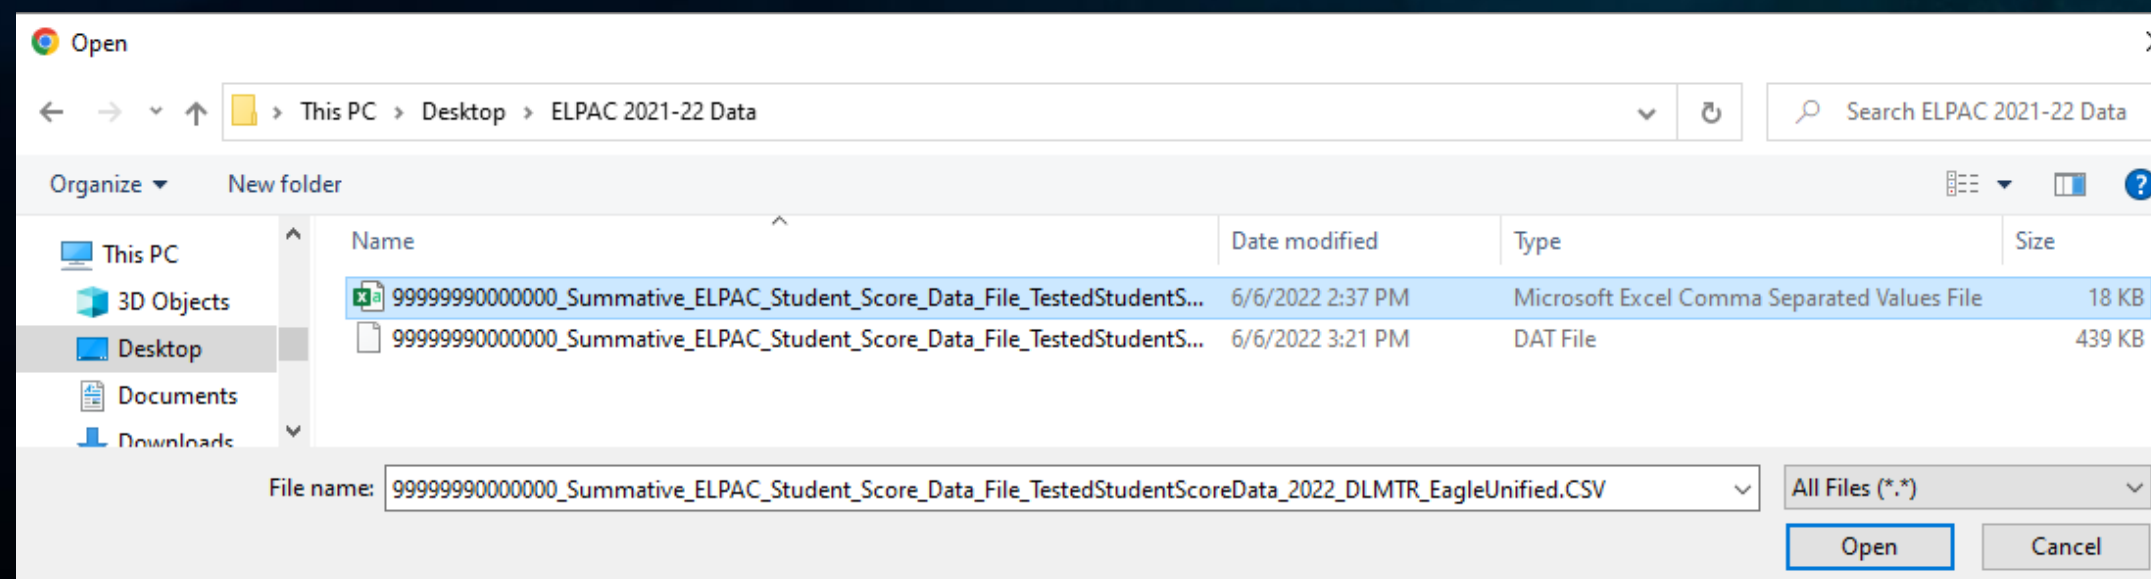 Open
This PC > Desktop > ELPAC 2021-22 Data
Search ELPAC 2021-22 Data
Organize
New folder
Name
Date modified
Type
Size
This PC
3D Objects
Desktop
Documents
Downloads
99999990000000_Summative_ELPAC_Student_Score_Data_File_TestedStudentS... 6/6/2022 2:37 PM Microsoft Excel Comma Separated Values File 18 KB
99999990000000_Summative_ELPAC_Student_Score_Data_File_TestedStudentS... 6/6/2022 3:21 PM DAT File 439 KB
File name: 99999990000000_Summative_ELPAC_Student_Score_Data_File_TestedStudentScoreData_2022_DLMTR_EagleUnified.CSV
All Files (*.*)
Open
Cancel